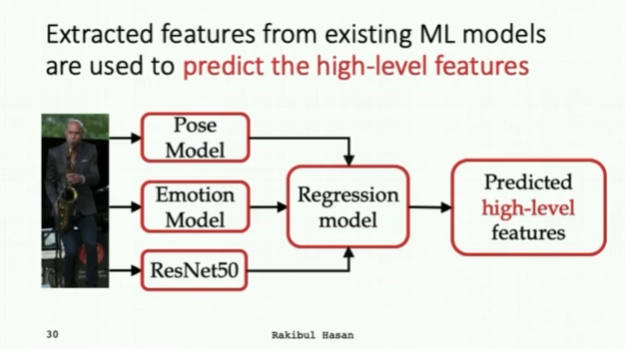 Extracted features from existing ML models
are used to predict the high-level features
Pose
Model
Emotion
Model
ResNet50
Regression
model
Predicted
high-level
features
30
Rakibul Hasan